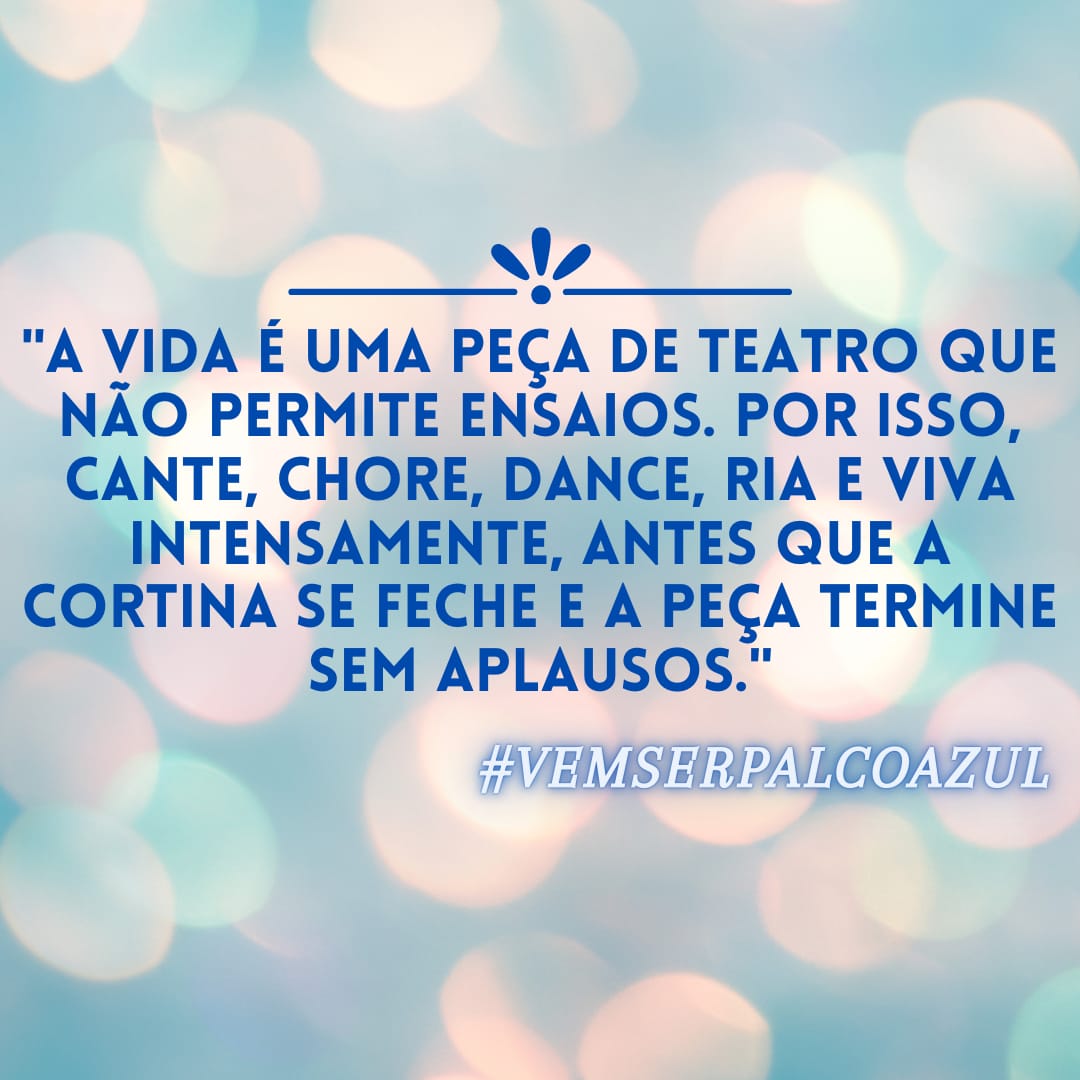 "A VIDA É UMA PEÇA DE TEATRO QUE
NÃO PERMITE ENSAIOS. POR ISSO,
CANTE, CHORE, DANCE, RIA E VIVA
INTENSAMENTE, ANTES QUE A
CORTINA SE FECHE E A PEÇA TERMINE
SEM APLAUSOS."
#VEMSERPALCOAZUL